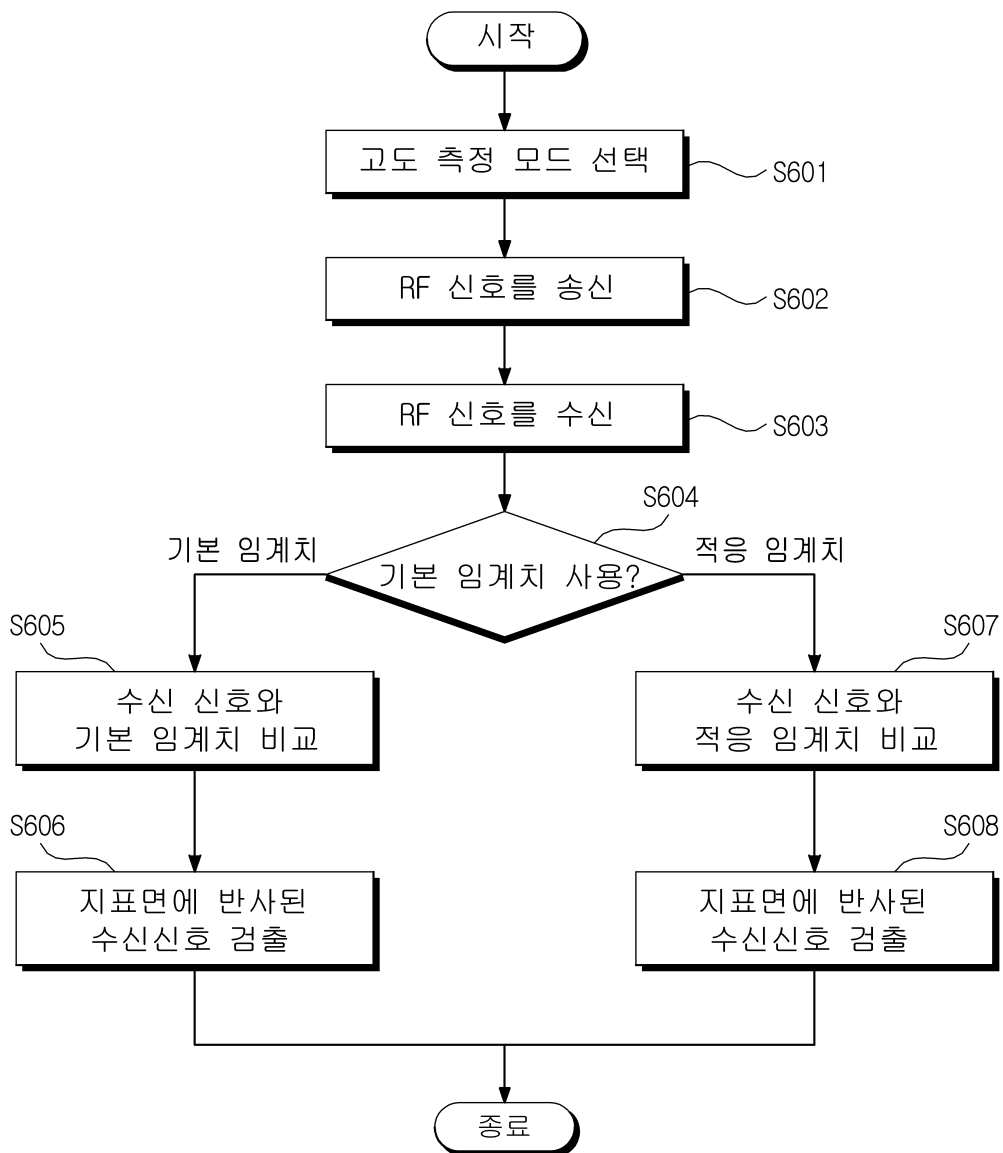 시작
고도 측정 모드 선택
S601
RF 신호를 송신
S602
RF 신호를 수신
S603
S604
기본 임계치
적응 임계치
기본 임계치 사용?
S605
수신 신호와
기본 임계치 비교
S607
수신 신호와
적응 임계치 비교
S606
지표면에 반사된
수신신호 검출
S608
지표면에 반사된
수신신호 검출
종료